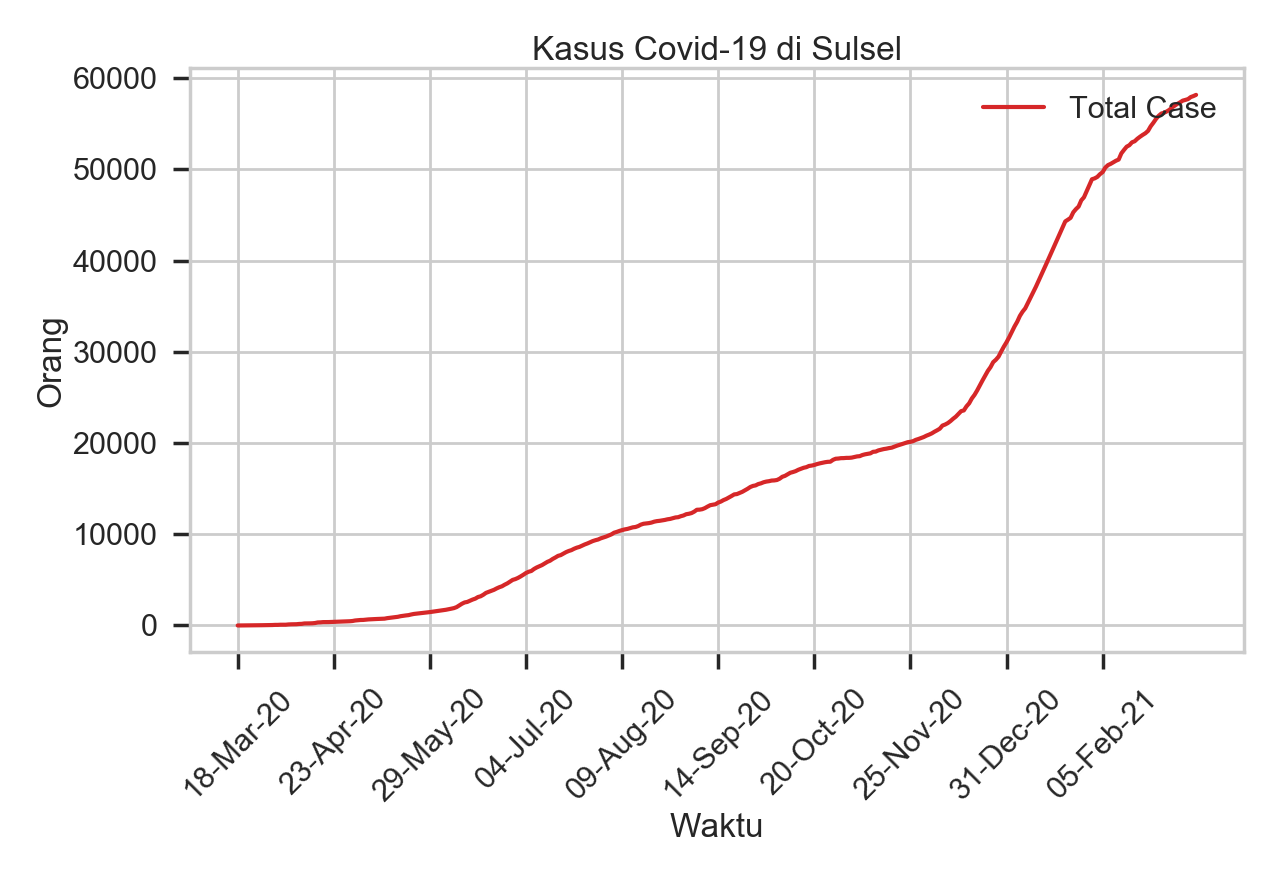 Kasus Covid-19 di Sulsel
Total Case
60000
50000
40000
30000
20000
10000
0
Orang
18-Mar-20
23-Apr-20
29-May-20
04-Jul-20
09-Aug-20
14-Sep-20
20-Oct-20
25-Nov-20
31-Dec-20
05-Feb-21
Waktu